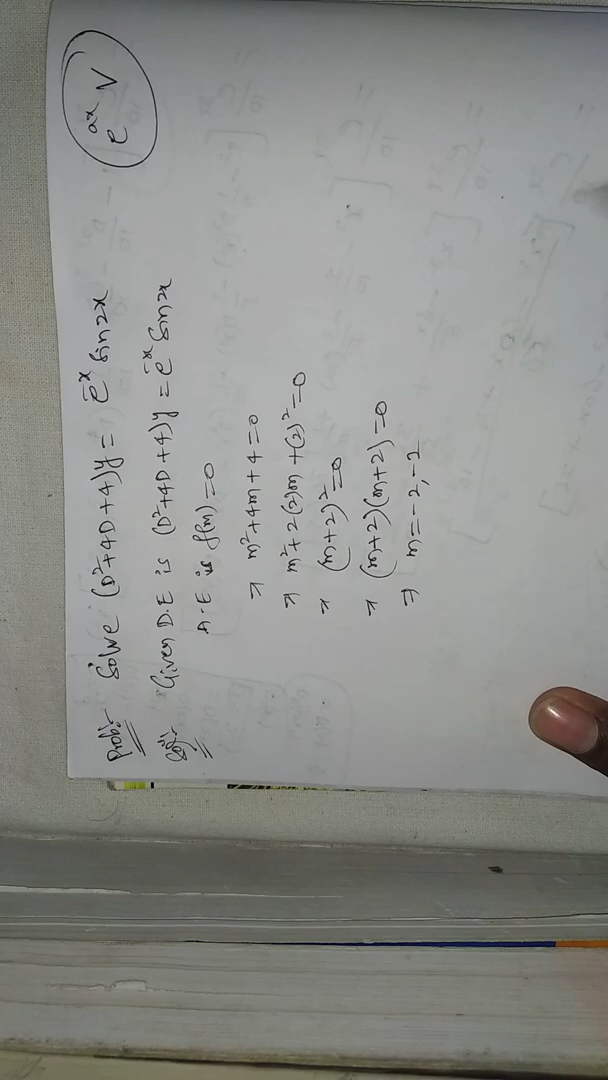 e^ax V
Prob:- Solve (D²+4D+4)y = e^-x Sin2x
Sol:- Given D.E is (D²+4D+4)y = e^-x Sin2x
A.E is f(m)=0
⇒ m²+4m+4=0
⇒ m²+2(2)m+(2)²=0
⇒ (m+2)²=0
⇒ (m+2)(m+2)=0
⇒ m=-2,-2